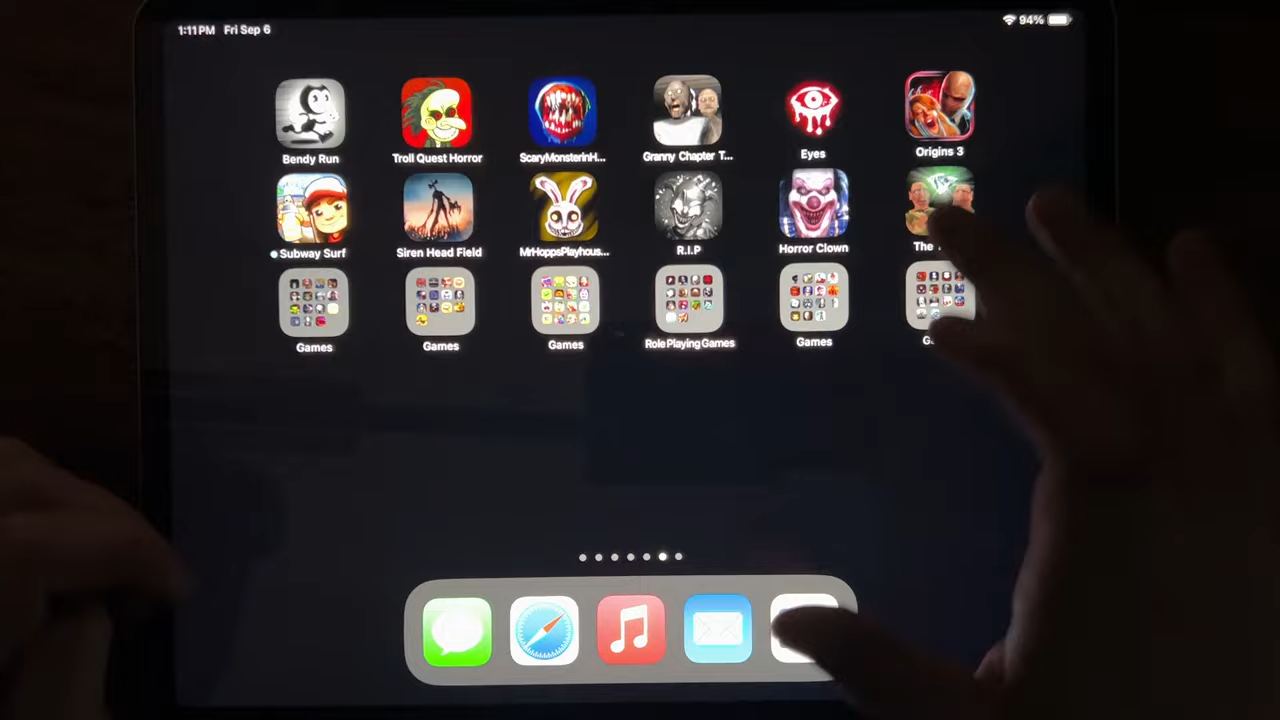 1:11 PM Fri Sep 6
94%
Bendy Run
Troll Quest Horror
ScaryMonsterinH...
Granny Chapter T...
Eyes
Origins 3
Subway Surf
Siren Head Field
MrHoppsPlayhous...
R.I.P
Horror Clown
The
Games
Games
Games
Role Playing Games
Games